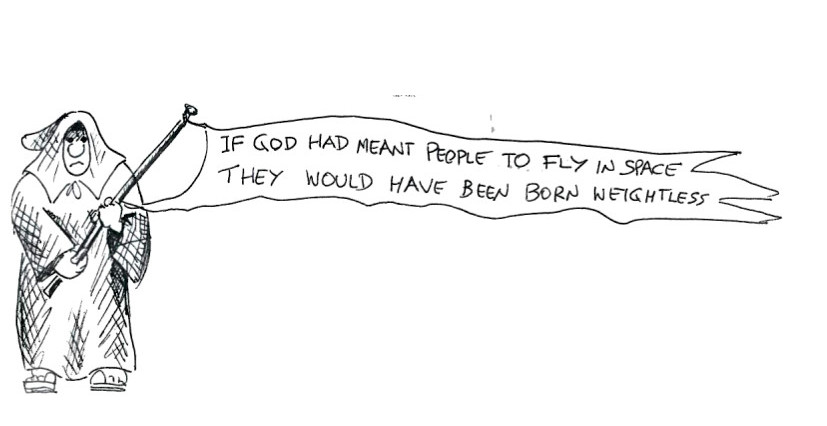 IF GOD HAD MEANT PEOPLE TO FLY IN SPACE
THEY WOULD HAVE BEEN BORN WEIGHTLESS